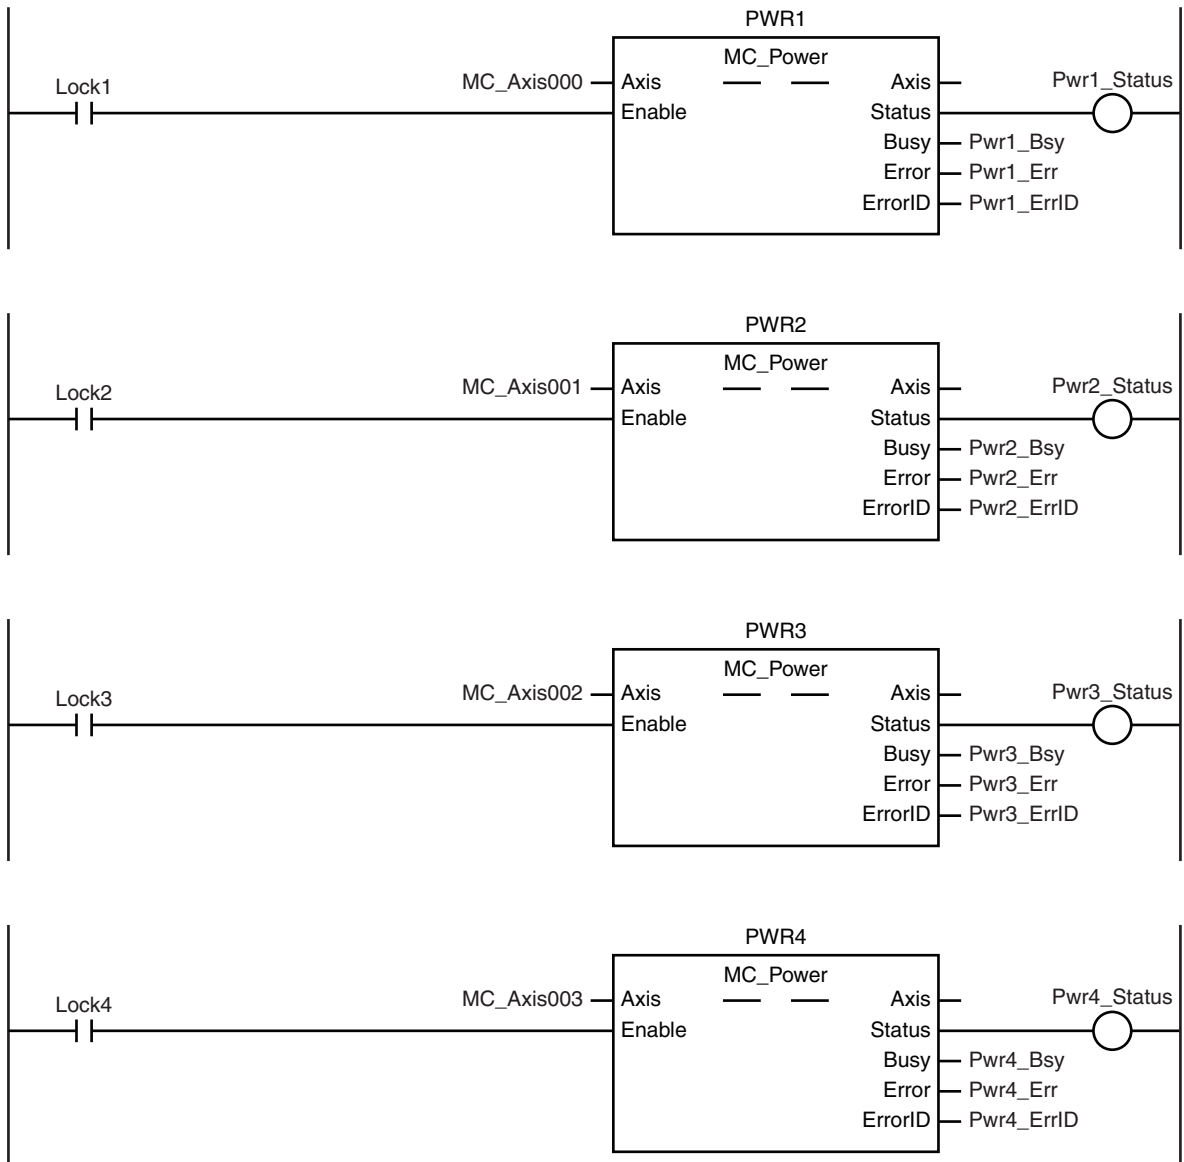 PWR1
MC_Power
Lock1
MC_Axis000
Axis
Axis
Pwr1_Status
Enable
Status
Busy
Pwr1_Bsy
Error
Pwr1_Err
ErrorID
Pwr1_ErrID
PWR2
MC_Power
Lock2
MC_Axis001
Axis
Axis
Pwr2_Status
Enable
Status
Busy
Pwr2_Bsy
Error
Pwr2_Err
ErrorID
Pwr2_ErrID
PWR3
MC_Power
Lock3
MC_Axis002
Axis
Axis
Pwr3_Status
Enable
Status
Busy
Pwr3_Bsy
Error
Pwr3_Err
ErrorID
Pwr3_ErrID
PWR4
MC_Power
Lock4
MC_Axis003
Axis
Axis
Pwr4_Status
Enable
Status
Busy
Pwr4_Bsy
Error
Pwr4_Err
ErrorID
Pwr4_ErrID